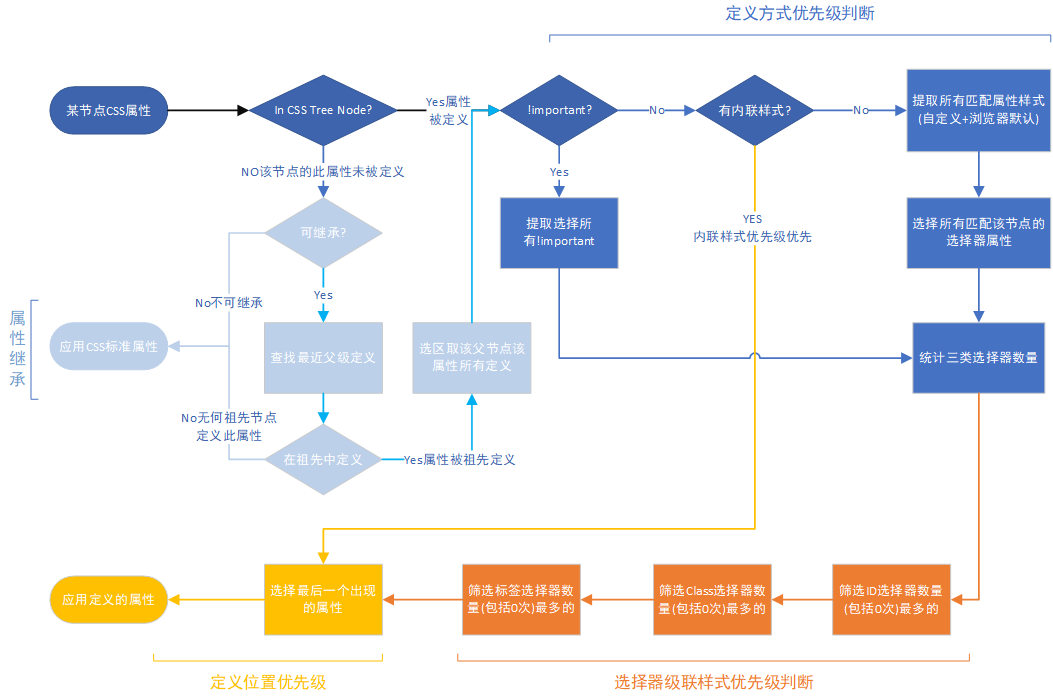 定义方式优先级判断
某节点CSS属性
In CSS Tree Node?
Yes属性
被定义
!important?
No
有内联样式?
No
提取所有匹配属性样式
(自定义+浏览器默认)
NO该节点的此属性未被定义
Yes
可继承?
提取选择所
有!important
YES
内联样式优先级优先
选择所有匹配该节点的
选择器属性
No不可继承
Yes
属
性
继
承
应用CSS标准属性
查找最近父级定义
选区取该父节点该
属性所有定义
统计三类选择器数量
No无何祖先节点
定义此属性
在祖先中定义
Yes属性被祖先定义
应用定义的属性
选择最后一个出现
的属性
筛选标签选择器数
量(包括0次)最多的
筛选Class选择器数
量(包括0次)最多的
筛选ID选择器数量
(包括0次)最多的
定义位置优先级
选择器级联样式优先级判断